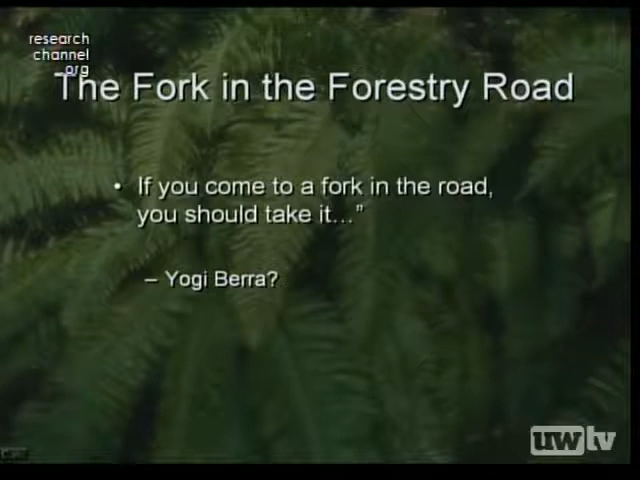 research
channel
.org
The Fork in the Forestry Road
• If you come to a fork in the road,
you should take it…"
– Yogi Berra?
uwtv